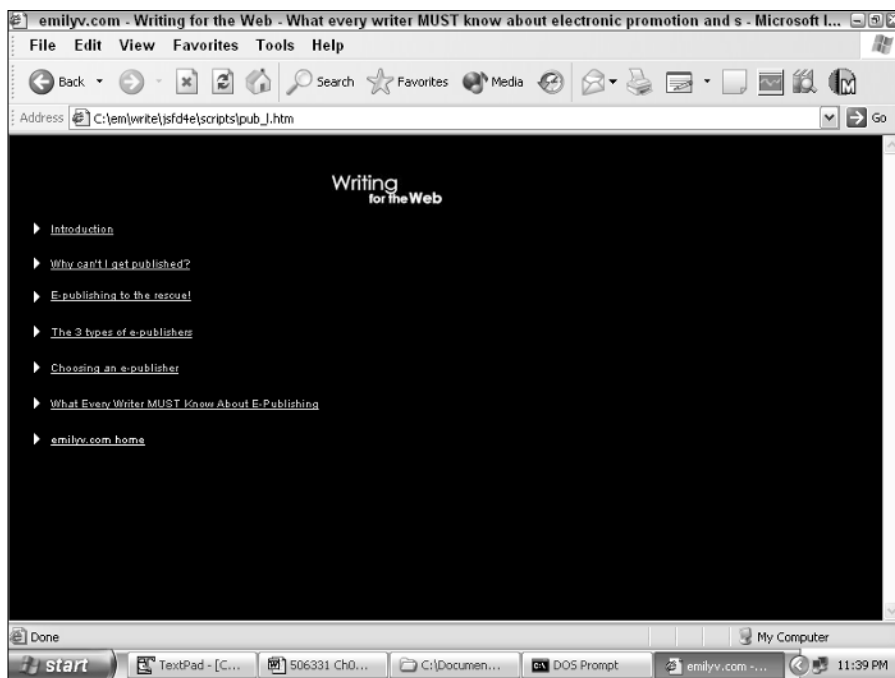 emilyv.com - Writing for the Web - What every writer MUST know about electronic promotion and s - Microsoft I...
File Edit View Favorites Tools Help
Back Search Favorites Media
Address C:\em\write\jsfd4e\scripts\pub_l.htm Go
Writing
for the Web
Introduction
Why can't I get published?
E-publishing to the rescue!
The 3 types of e-publishers
Choosing an e-publisher
What Every Writer MUST Know About E-Publishing
emilyv.com home
Done My Computer
start TextPad - [C... 506331 Ch0... C:\Documen... DOS Prompt emilyv.com -... 11:39 PM